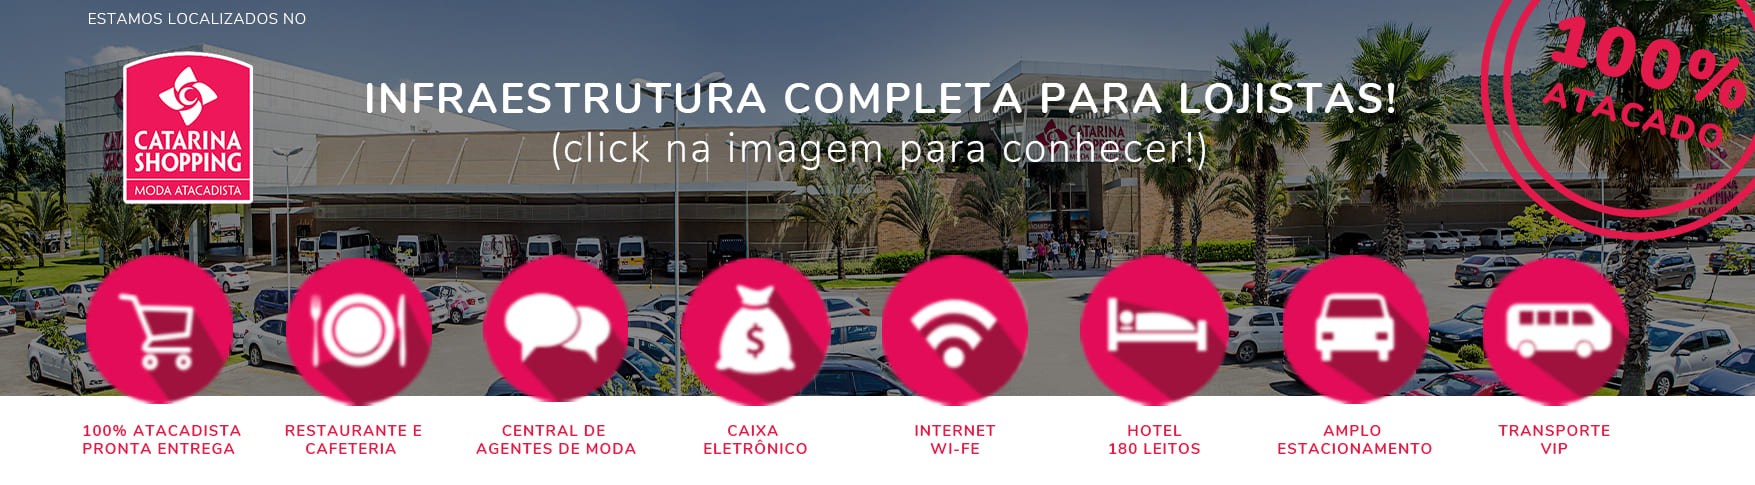 ESTAMOS LOCALIZADOS NO
CATARINA
SHOPPING
MODA ATACADISTA
INFRAESTRUTURA COMPLETA PARA LOJISTAS!
(click na imagem para conhecer!)
100%
ATACADO
CATARINA
SHOPPING
$
100% ATACADISTA
PRONTA ENTREGA
RESTAURANTE E
CAFETERIA
CENTRAL DE
AGENTES DE MODA
CAIXA
ELETRÔNICO
INTERNET
WI-FE
HOTEL
180 LEITOS
AMPLO
ESTACIONAMENTO
TRANSPORTE
VIP